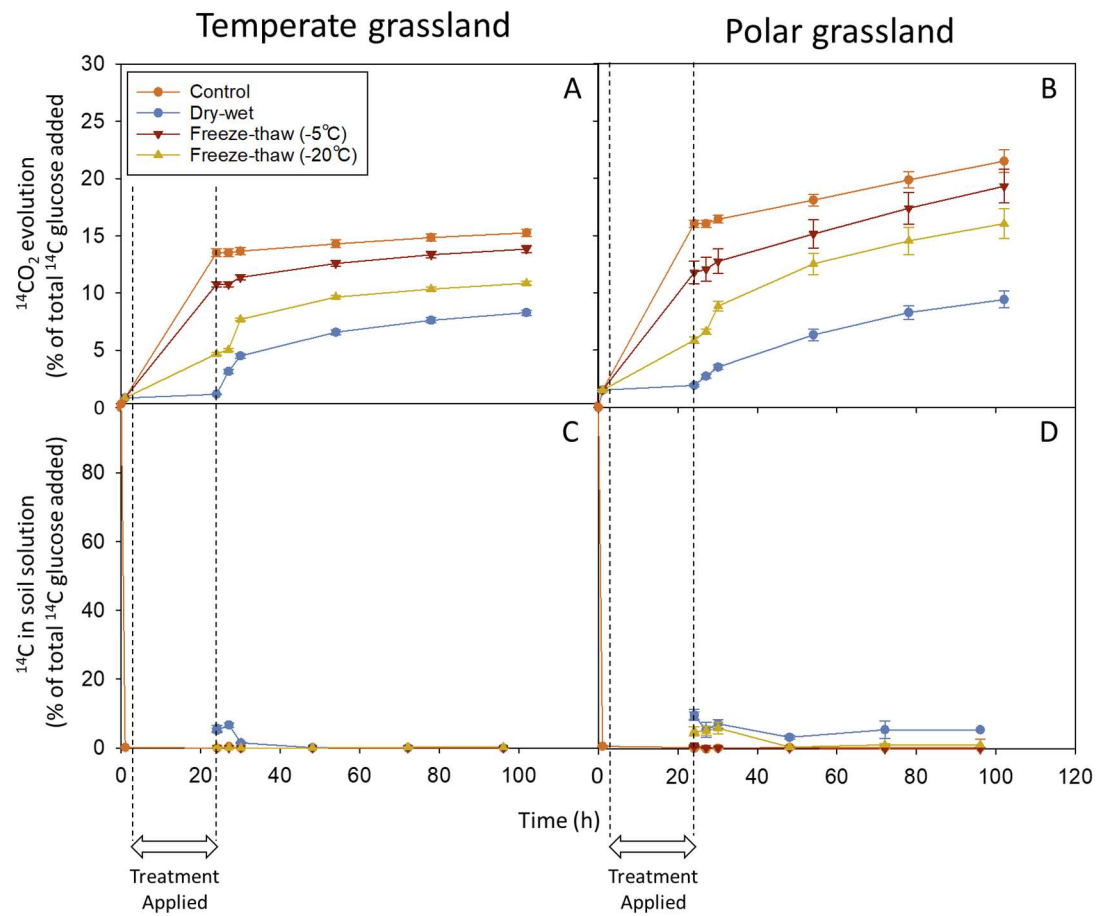 Temperate grassland
Polar grassland
30
25
20
15
10
5
0
¹⁴CO₂ evolution
(% of total ¹⁴C glucose added)
Control
Dry-wet
Freeze-thaw (-5°C)
Freeze-thaw (-20°C)
A
B
C
D
80
60
40
20
0
¹⁴C in soil solution
(% of total ¹⁴C glucose added)
0 20 40 60 80 100
0 20 40 60 80 100 120
Time (h)
Treatment
Applied
Treatment
Applied